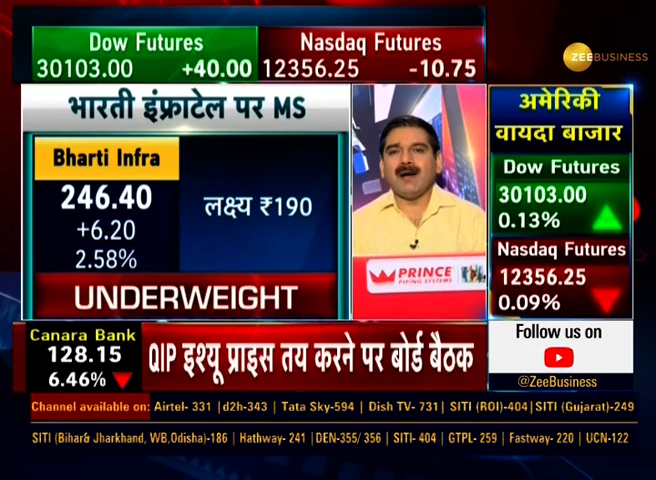 Dow Futures
30103.00 +40.00
Nasdaq Futures
12356.25 -10.75
ZEEBUSINESS
भारती इंफ्राटेल पर MS
Bharti Infra
246.40
+6.20
2.58%
लक्ष्य ₹190
UNDERWEIGHT
PRINCE
PIPING SYSTEMS
अमेरिकी
वायदा बाजार
Dow Futures
30103.00
0.13%
Nasdaq Futures
12356.25
0.09%
Canara Bank
128.15
6.46%
QIP इश्यू प्राइस तय करने पर बोर्ड बैठक
Follow us on
@ZeeBusiness
Channel available on: Airtel- 331 |d2h-343 | Tata Sky-594 | Dish TV- 731| SITI (ROI)-404|SITI (Gujarat)-249
SITI (Bihar& Jharkhand, WB,Odisha)-186 | Hathway- 241 |DEN-355/ 356 | SITI- 404 | GTPL- 259 | Fastway- 220 | UCN-122